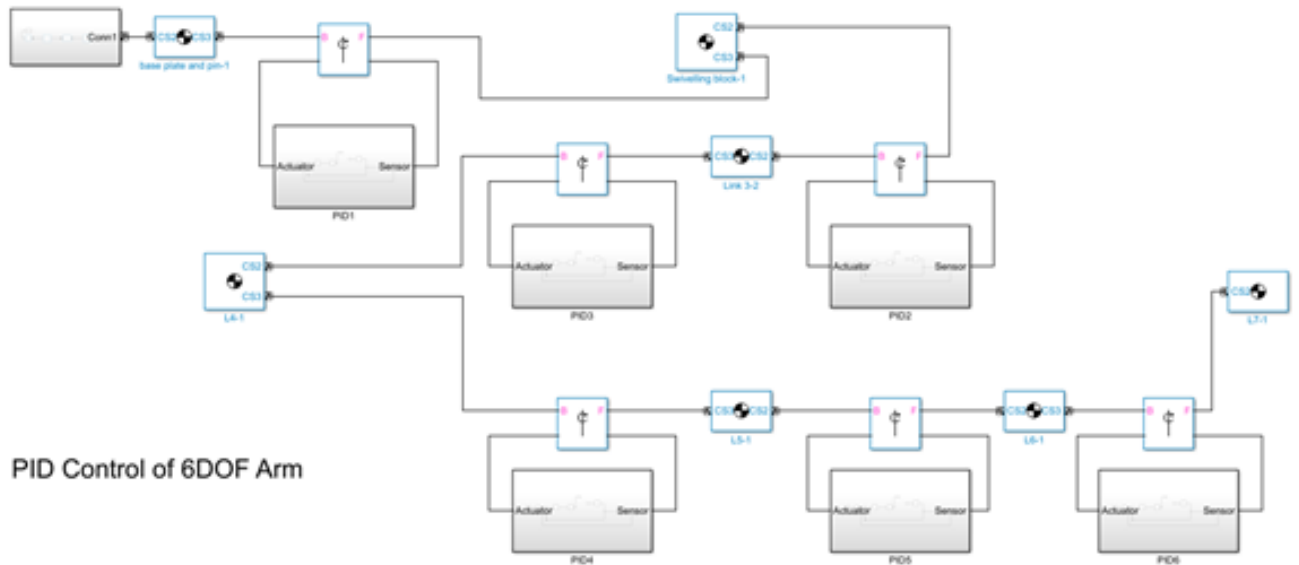 Conn1
CS2 CS3
base plate and pin-1
B F
CS2
CS3
Swivelling block-1
Actuator Sensor
PID1
B F
CS3 CS2
Link 3-2
B F
Actuator Sensor
PID3
Actuator Sensor
PID2
CS2
CS3
L4-1
CS2
L7-1
B F
CS3 CS2
L5-1
B F
CS2 CS3
L6-1
B F
PID Control of 6DOF Arm
Actuator Sensor
PID4
Actuator Sensor
PID5
Actuator Sensor
PID6